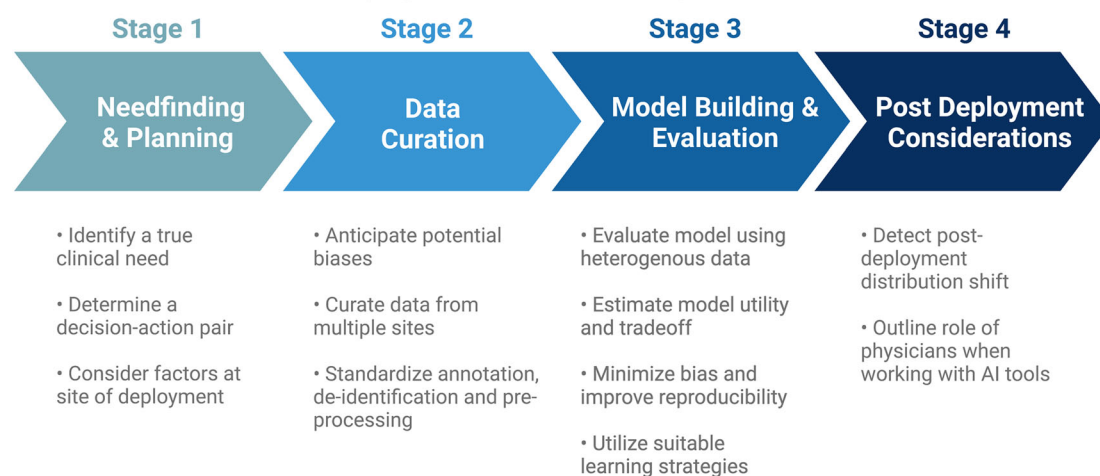 Stage 1
Needfinding
& Planning
• Identify a true
clinical need
• Determine a
decision-action pair
• Consider factors at
site of deployment
Stage 2
Data
Curation
• Anticipate potential
biases
• Curate data from
multiple sites
• Standardize annotation,
de-identification and pre-
processing
Stage 3
Model Building &
Evaluation
• Evaluate model using
heterogenous data
• Estimate model utility
and tradeoff
• Minimize bias and
improve reproducibility
• Utilize suitable
learning strategies
Stage 4
Post Deployment
Considerations
• Detect post-
deployment
distribution shift
• Outline role of
physicians when
working with AI tools